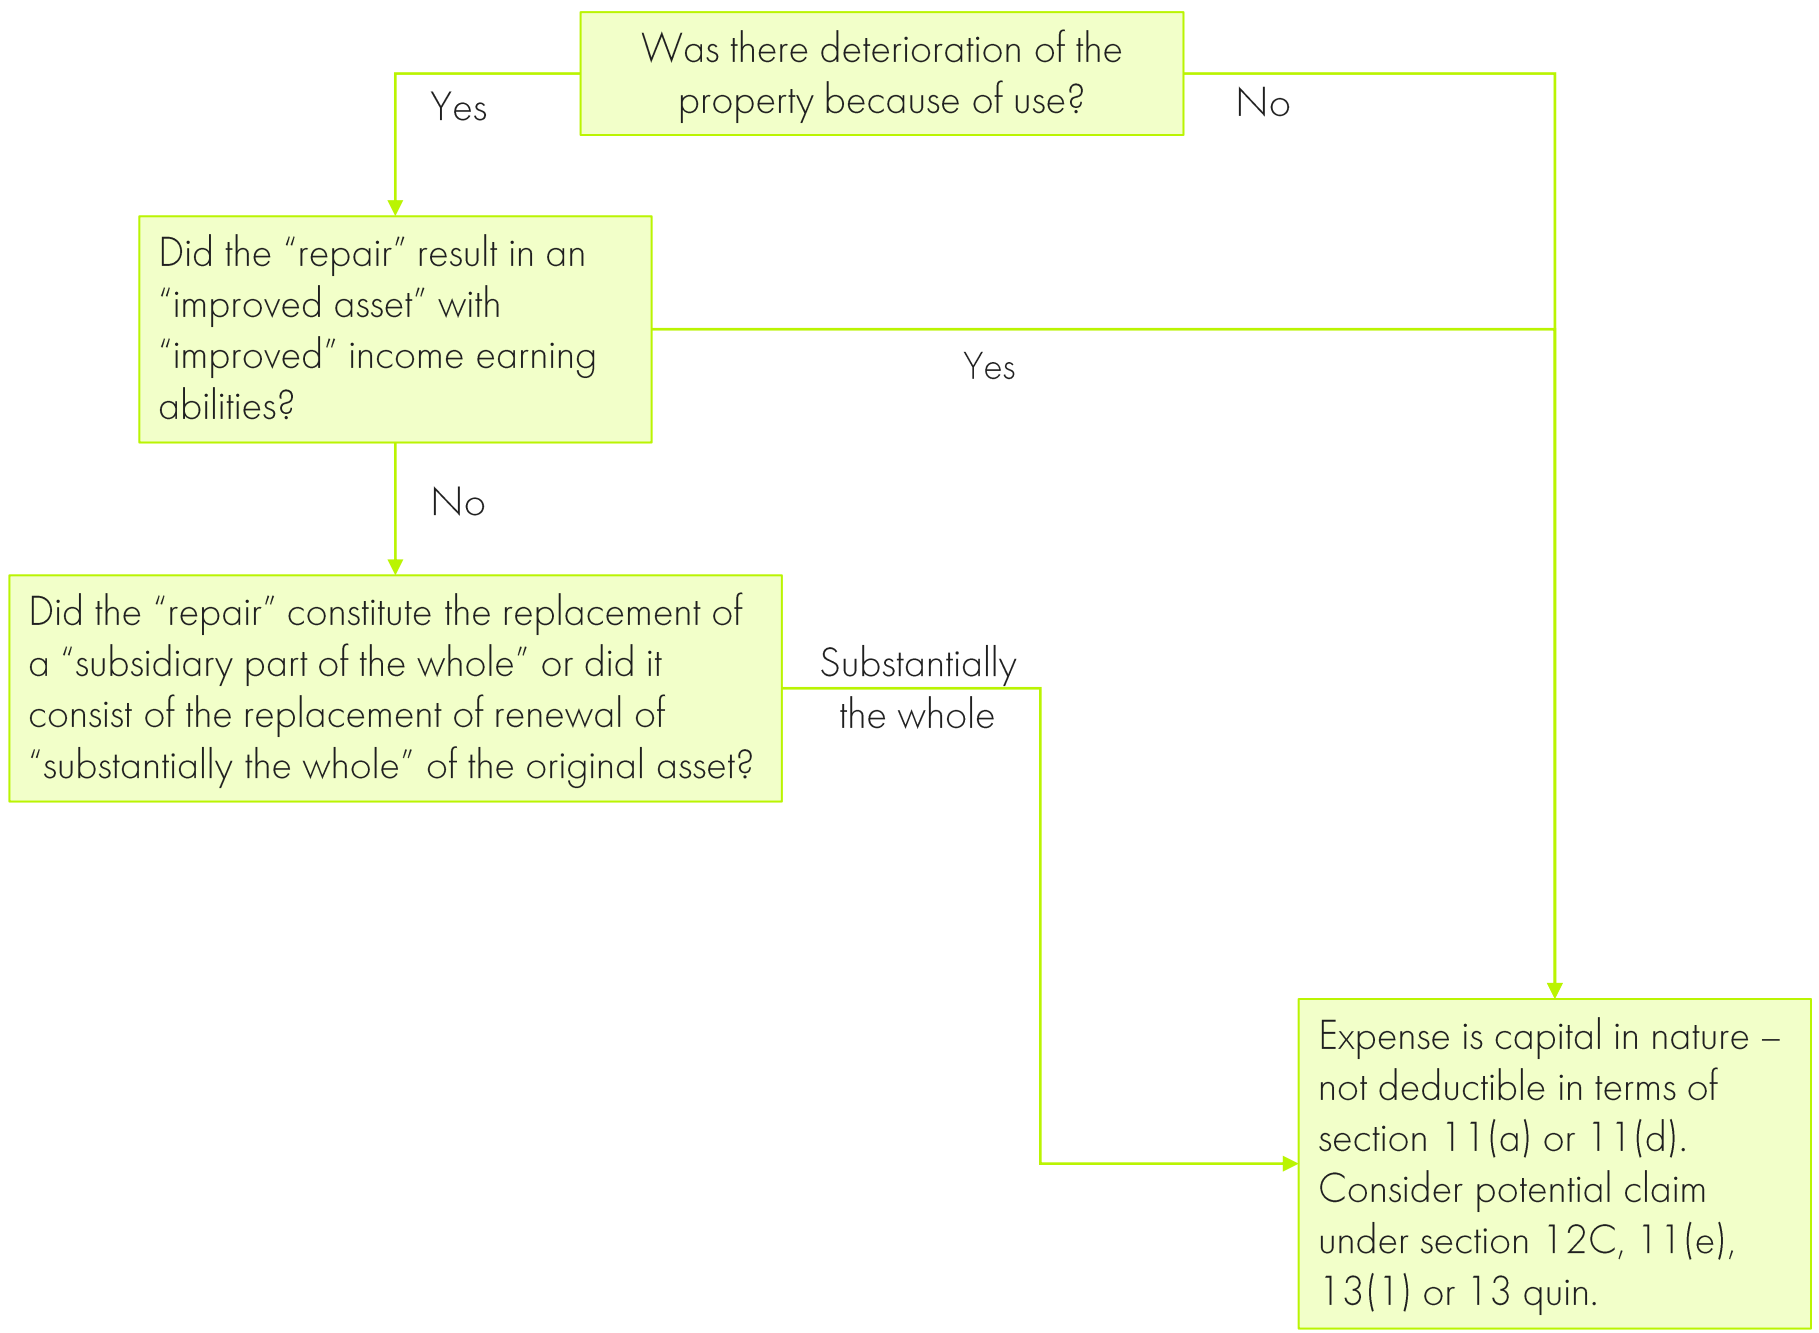 Was there deterioration of the
property because of use?
Yes
No
Did the “repair” result in an
“improved asset” with
“improved” income earning
abilities?
Yes
No
Did the “repair” constitute the replacement of
a “subsidiary part of the whole” or did it
consist of the replacement of renewal of
“substantially the whole” of the original asset?
Substantially
the whole
Expense is capital in nature –
not deductible in terms of
section 11(a) or 11(d).
Consider potential claim
under section 12C, 11(e),
13(1) or 13 quin.